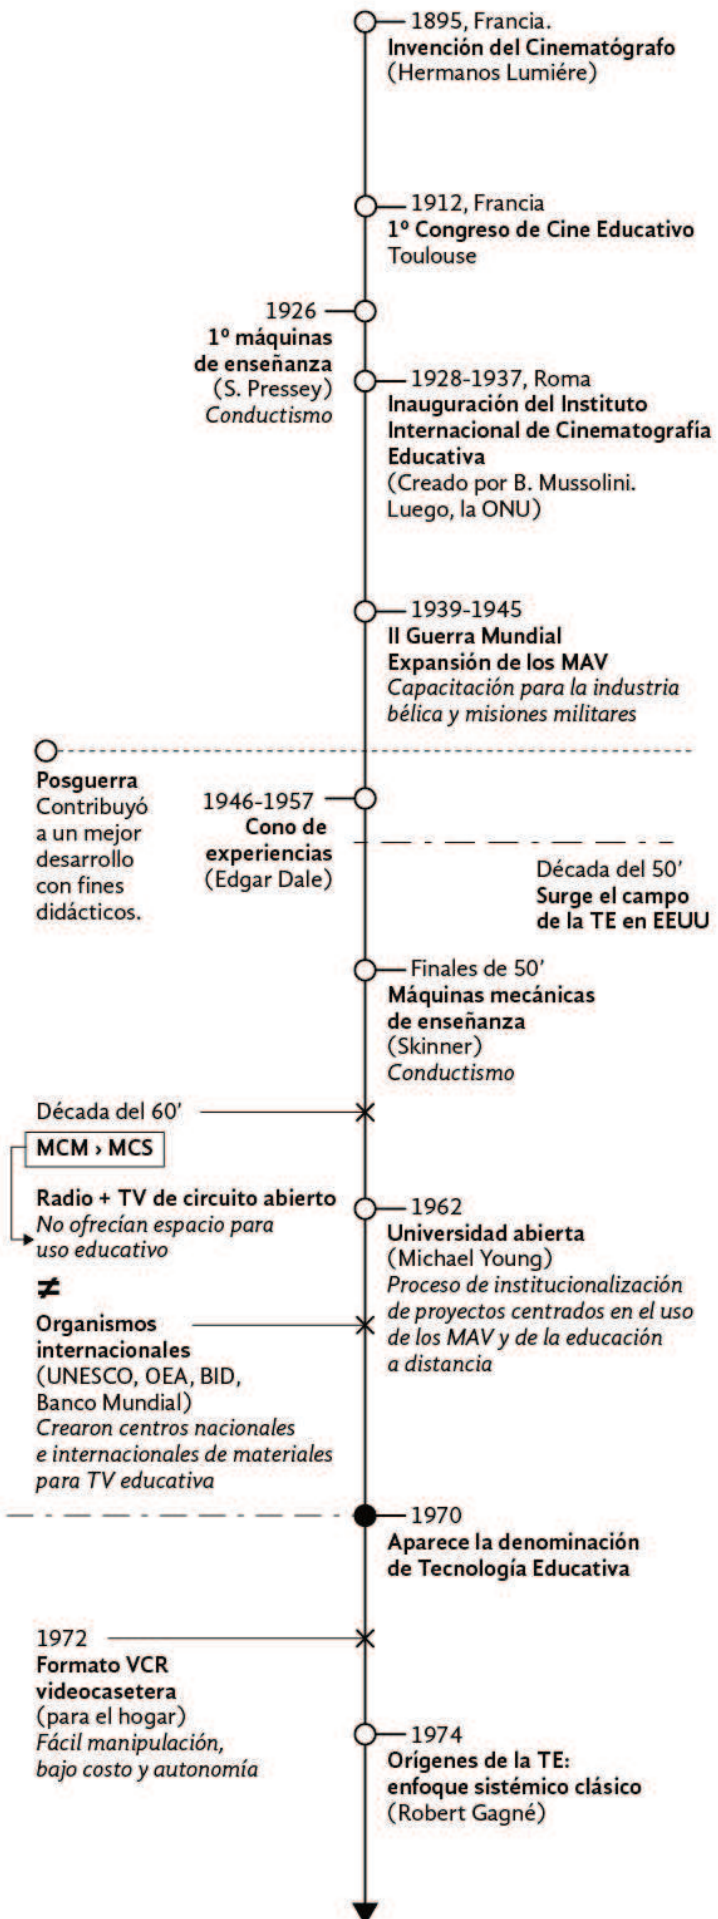 1895, Francia.
Invención del Cinematógrafo
(Hermanos Lumiére)
1912, Francia
1º Congreso de Cine Educativo
Toulouse
1926
1º máquinas
de enseñanza
(S. Pressey)
Conductismo
1928-1937, Roma
Inauguración del Instituto
Internacional de Cinematografía
Educativa
(Creado por B. Mussolini.
Luego, la ONU)
1939-1945
II Guerra Mundial
Expansión de los MAV
Capacitación para la industria
bélica y misiones militares
Posguerra
Contribuyó
a un mejor
desarrollo
con fines
didácticos.
1946-1957
Cono de
experiencias
(Edgar Dale)
Década del 50'
Surge el campo
de la TE en EEUU
Finales de 50'
Máquinas mecánicas
de enseñanza
(Skinner)
Conductismo
Década del 60'
MCM › MCS
Radio + TV de circuito abierto
No ofrecían espacio para
uso educativo
≠
Organismos
internacionales
(UNESCO, OEA, BID,
Banco Mundial)
Crearon centros nacionales
e internacionales de materiales
para TV educativa
1962
Universidad abierta
(Michael Young)
Proceso de institucionalización
de proyectos centrados en el uso
de los MAV y de la educación
a distancia
1970
Aparece la denominación
de Tecnología Educativa
1972
Formato VCR
videocasetera
(para el hogar)
Fácil manipulación,
bajo costo y autonomía
1974
Orígenes de la TE:
enfoque sistémico clásico
(Robert Gagné)